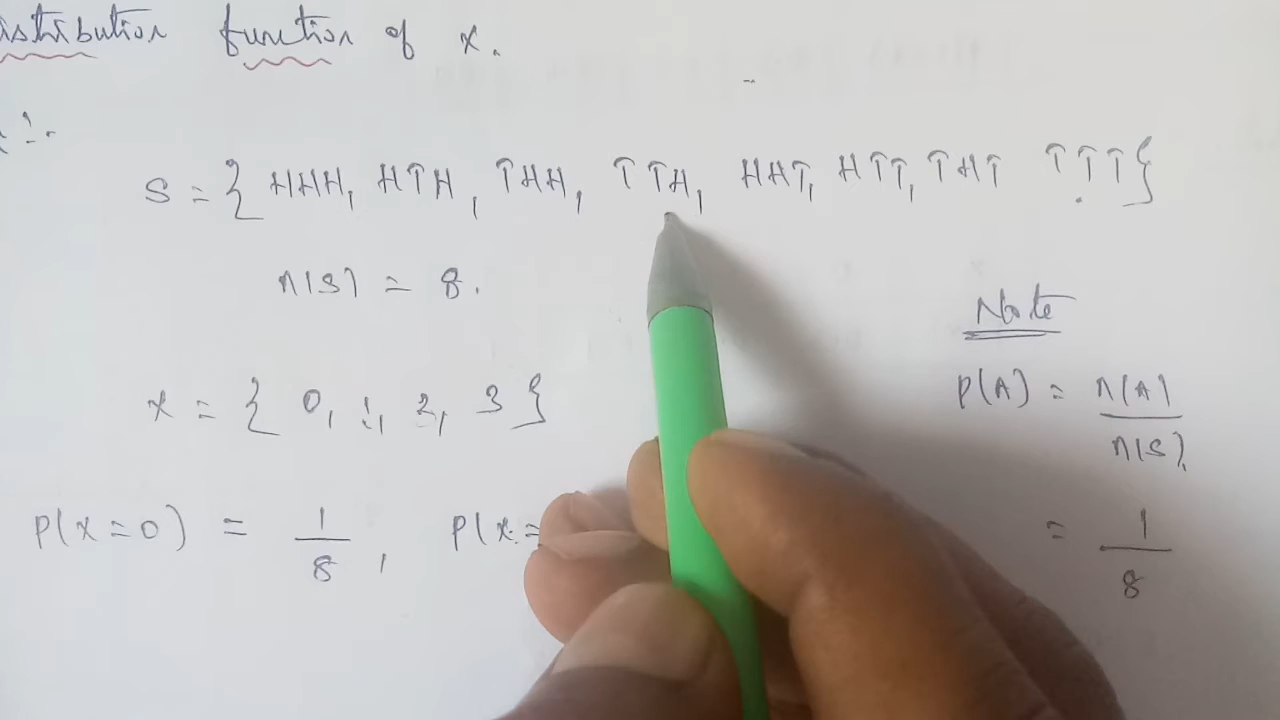 istribution function of x.
S = { HHH, HTH, THH, TTH, HHT, HTT, THT TTT }
n(S) = 8.
Note
x = { 0, 1, 2, 3 }
P(A) = n(A) / n(S)
P(x=0) = 1/8, P(x=
= 1/8